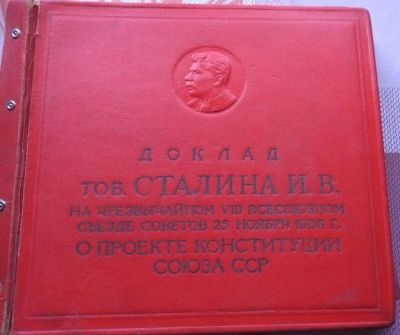 ДОКЛАД
ТОВ. СТАЛИНА И. В.
НА ЧРЕЗВЫЧАЙНОМ VIII ВСЕСОЮЗНОМ
СЪЕЗДЕ СОВЕТОВ 25 НОЯБРЯ 1936 Г.
О ПРОЕКТЕ КОНСТИТУЦИИ
СОЮЗА ССР